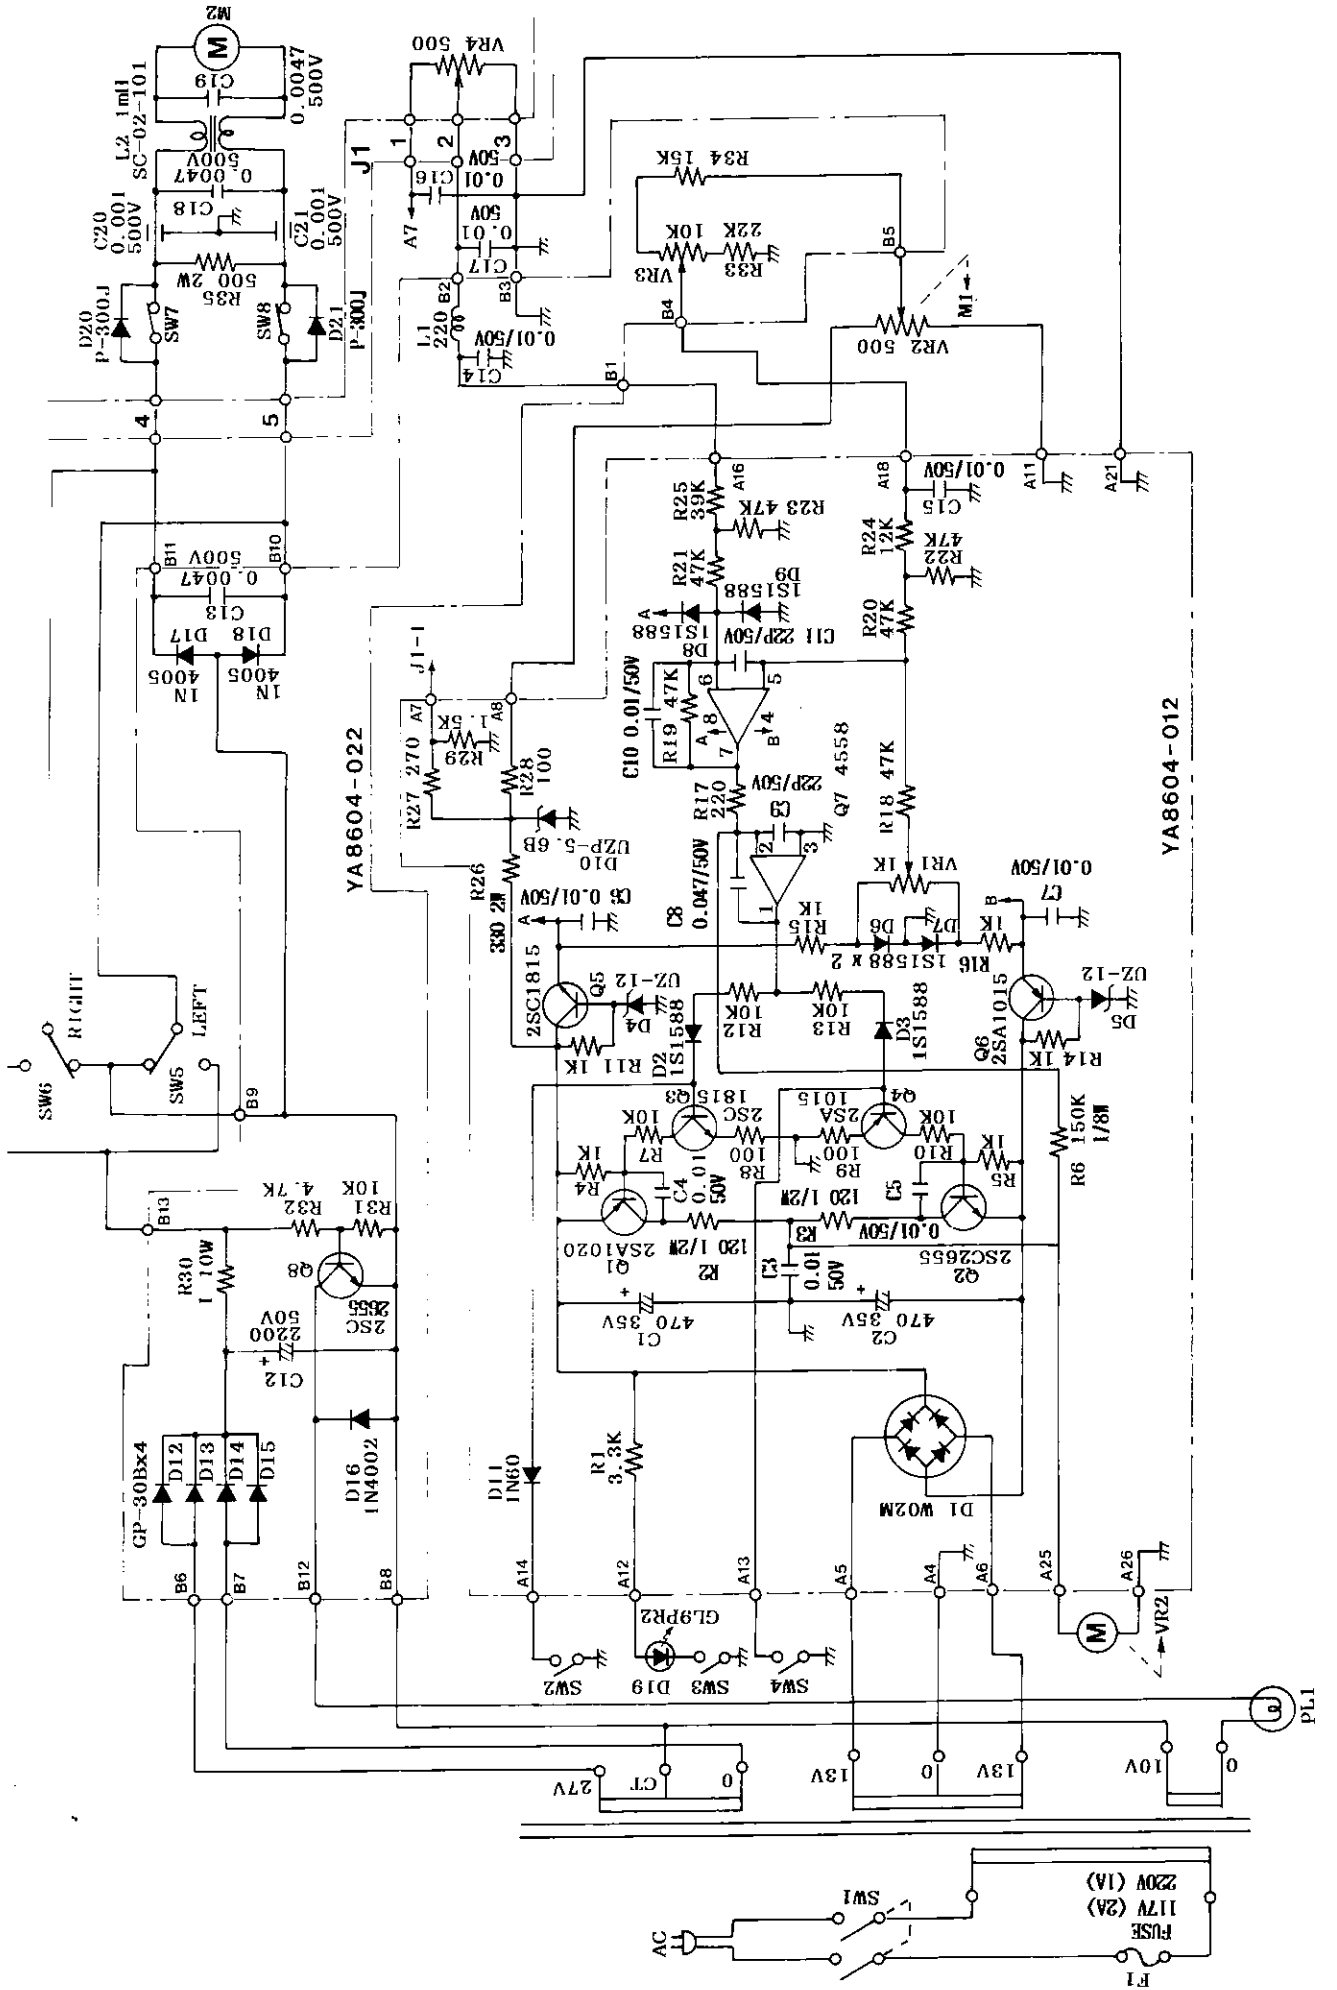 M2
M
C19
0.0047
500V
L2 1mH
SC-02-101
500V
0.0047
C18
C20
0.001
500V
C21
0.001
500V
R35
500 2W
D20
P-300J
SW7
SW8
D21
P-300J
4
5
B11
B10
500V
0.0047
C13
D17
1N
4005
D18
1N
4005
VR4
500
J1
1
2
3
A7
C16
0.01
50V
C17
0.01
50V
B2
B3
L1
220
C14
0.01/50V
B1
VR3
10K
R34 15K
R33
22K
B4
B5
VR2
500
M1
A16
A18
A11
A21
C15
0.01/50V
R25
39K
R23 47K
R21
47K
R24
12K
R22
47K
R20
47K
D9
1S1588
D8
1S1588
A
C11 22P/50V
C10 0.01/50V
R19 47K
A
8
B
4
6
5
7
R17
220
C9
22P/50V
Q7 4558
2
3
1
C8
0.047/50V
R18 47K
VR1
1K
R15
1K
D6
D7
1S1588 x 2
R16
1K
B
C7
0.01/50V
YA8604-012
YA8604-022
J1-1
A7
A8
R27 270
R29
1.5K
R28
100
D10
UZP-5.6B
R26
330 2W
C6 0.01/50V
A
2SC1815
Q5
D4
UZ-12
R11 1K
D2
1S1588
R12
10K
R13
10K
D3
1S1588
Q6
2SA1015
D5
UZ-12
R14 1K
R6 150K
1/8W
Q3
2SC
1815
R7
10K
R8
100
R9
100
Q4
2SA
1015
R10
10K
R4
1K
C4
0.01
50V
R5
1K
C5
0.01/50V
Q1
2SA1020
R2
120 1/2W
R3
120 1/2W
Q2
2SC2655
C3
0.01
50V
C1
470 35V
C2
470 35V
SW6
RIGHT
SW5
LEFT
B9
B13
R30
1 10W
R32
4.7K
R31
10K
Q8
2SC
2655
C12
2200
50V
GP-30Bx4
D12
D13
D14
D15
D16
1N4002
B6
B7
B12
B8
D11
1N60
R1
3.3K
D1 W02M
A14
A12
A13
A5
A4
A6
A25
A26
SW2
D19
GL9PR2
SW3
SW4
M
VR2
PL1
27V
CT
0
13V
0
13V
10V
0
AC
SW1
FUSE
117V (2A)
220V (1A)
F1